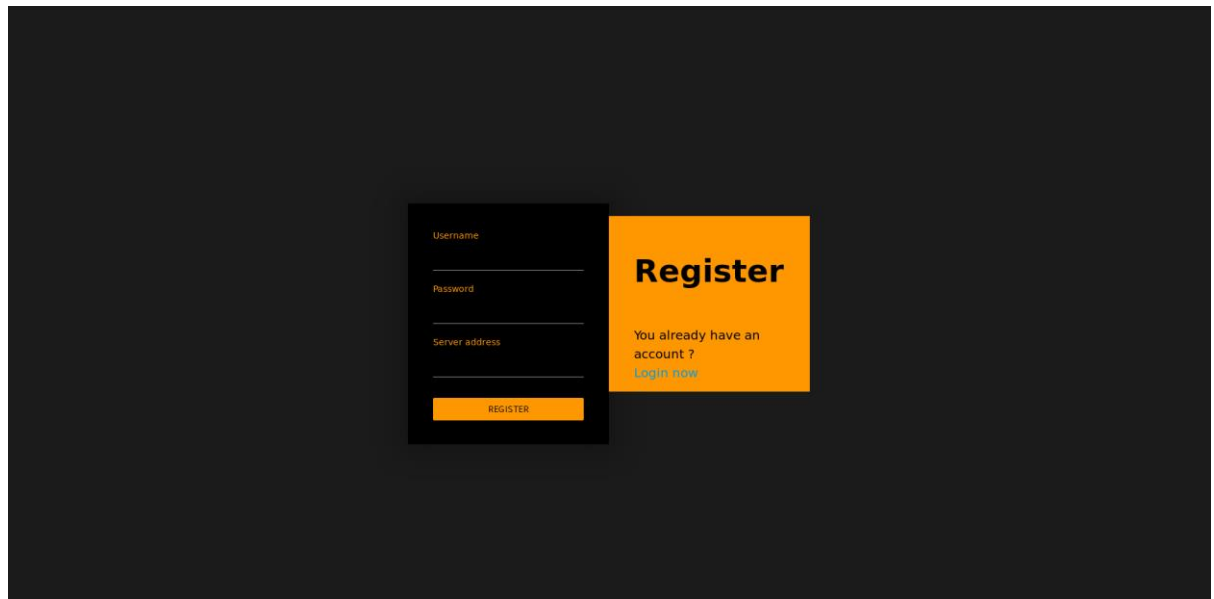 Username
Password
Server address
REGISTER
Register
You already have an
account ?
Login now